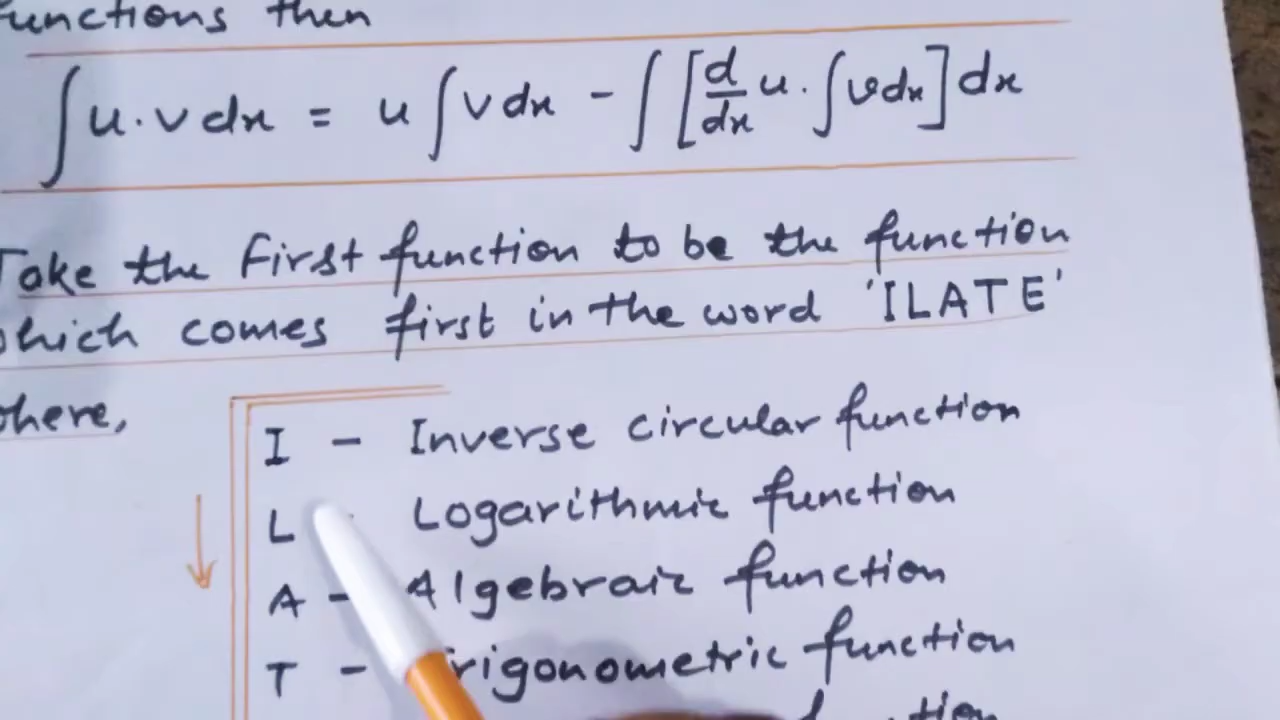 functions then
∫ u·v dx = u ∫ v dx - ∫ [d/dx u · ∫ v dx] dx
Take the first function to be the function
which comes first in the word 'ILATE'
where,
I - Inverse circular function
L - Logarithmic function
A - Algebraic function
T - Trigonometric function